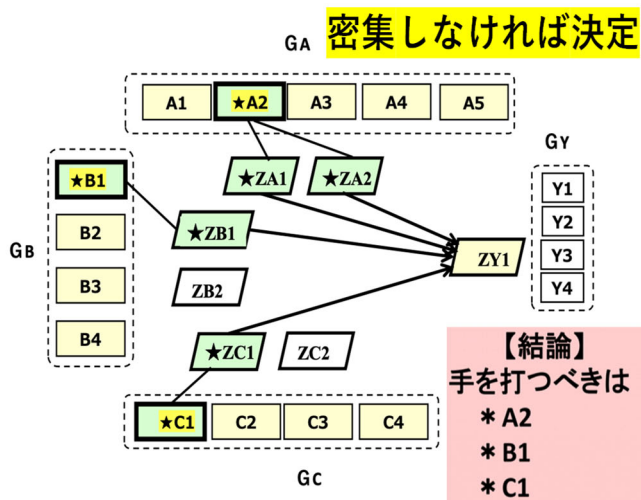 密集しなければ決定
GA
A1 ★A2 A3 A4 A5
GY
★B1
★ZA1 ★ZA2
Y1
B2
★ZB1
Y2
GB
ZY1
Y3
B3
ZB2
Y4
B4
★ZC1 ZC2
【結論】
手を打つべきは
＊A2
★C1 C2 C3 C4
＊B1
GC
＊C1